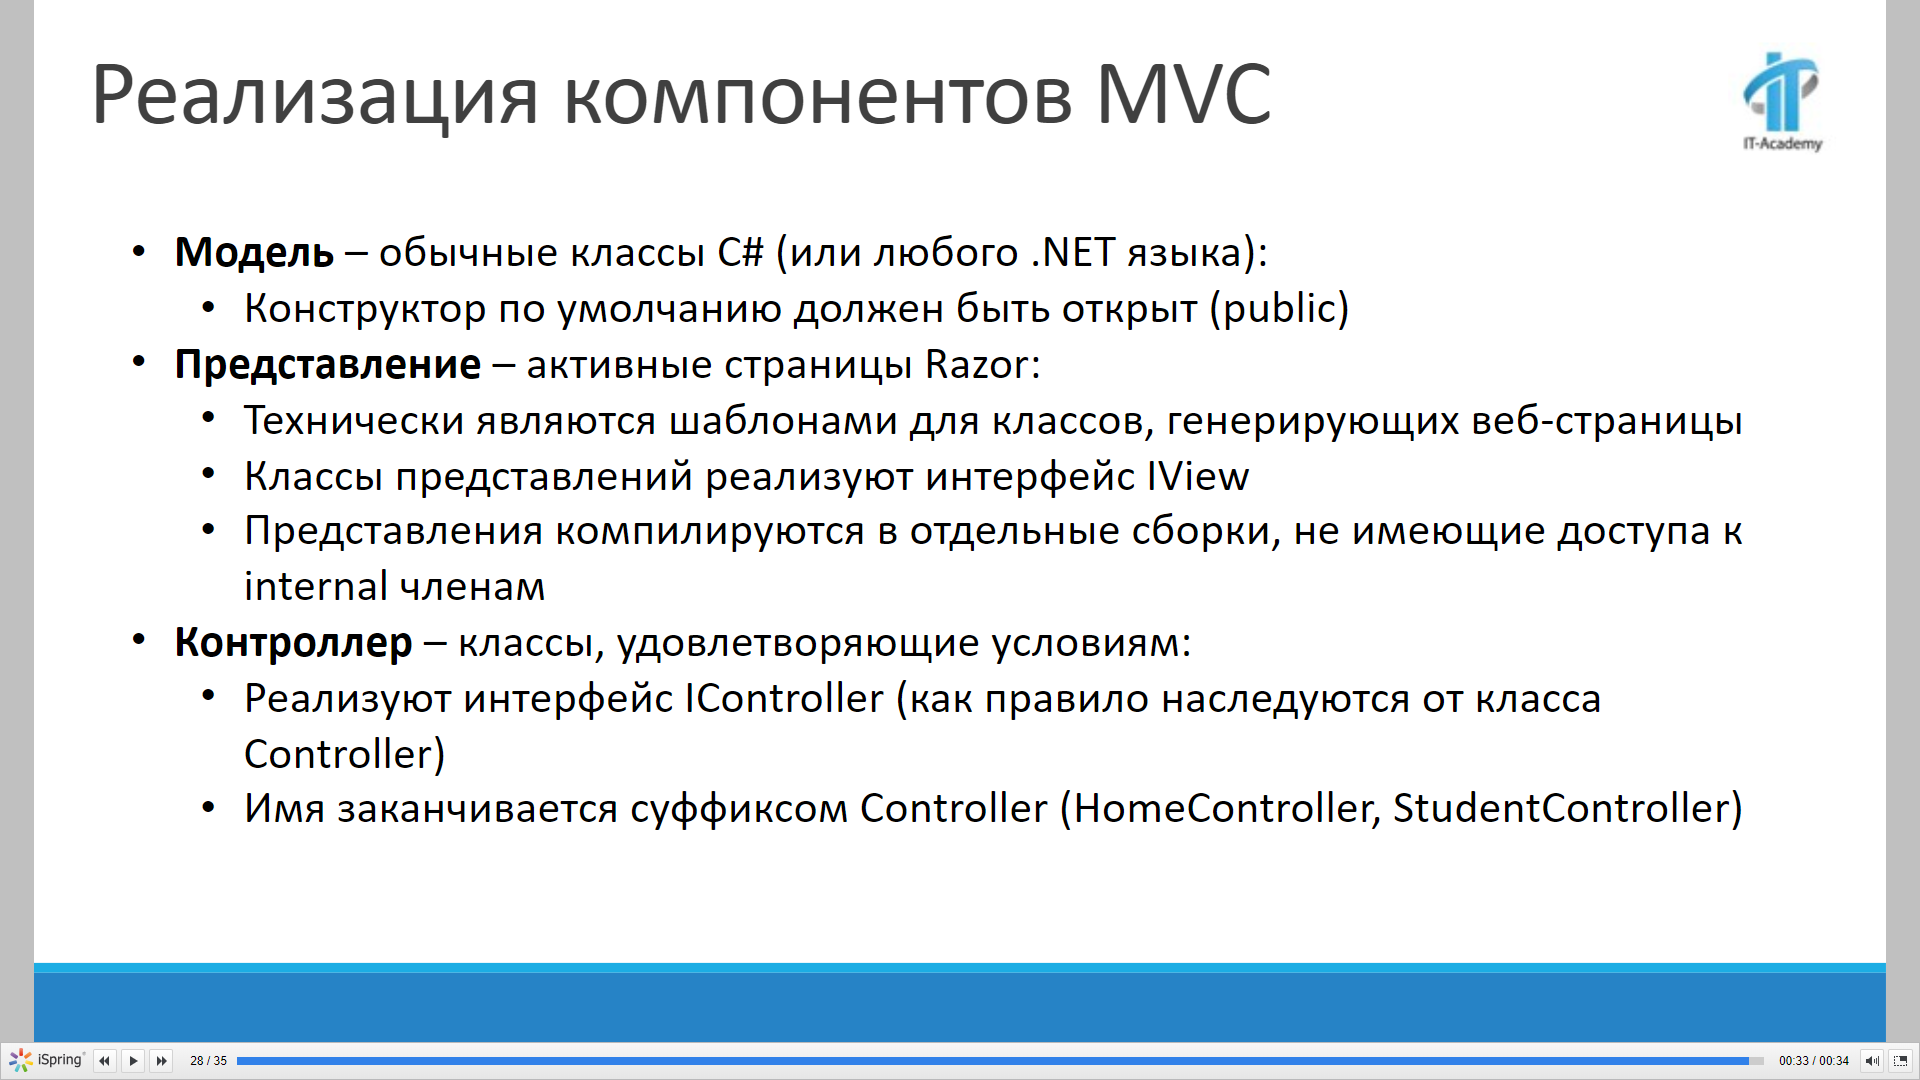 Реализация компонентов MVC
IT-Academy
• Модель – обычные классы C# (или любого .NET языка):
• Конструктор по умолчанию должен быть открыт (public)
• Представление – активные страницы Razor:
• Технически являются шаблонами для классов, генерирующих веб-страницы
• Классы представлений реализуют интерфейс IView
• Представления компилируются в отдельные сборки, не имеющие доступа к
internal членам
• Контроллер – классы, удовлетворяющие условиям:
• Реализуют интерфейс IController (как правило наследуются от класса
Controller)
• Имя заканчивается суффиксом Controller (HomeController, StudentController)
iSpring 28 / 35 00:33 / 00:34